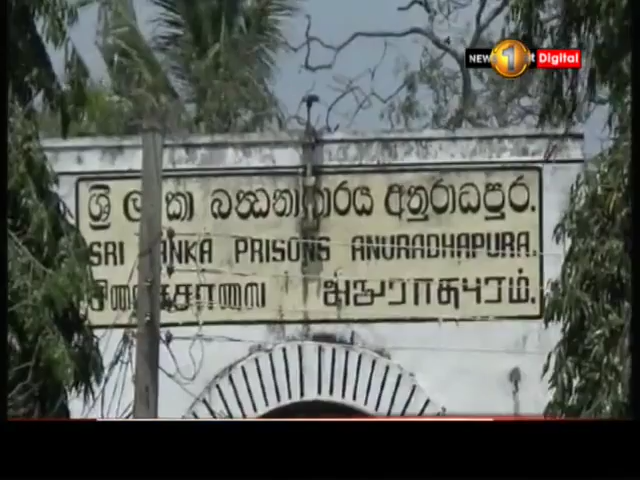 NEWS 1st Digital
ශ්‍රී ලංකා බන්ධනාගාරය අනුරාධපුර.
SRI LANKA PRISONS ANURADHAPURA.
சிறைச்சாலை அநுராதபுரம்.